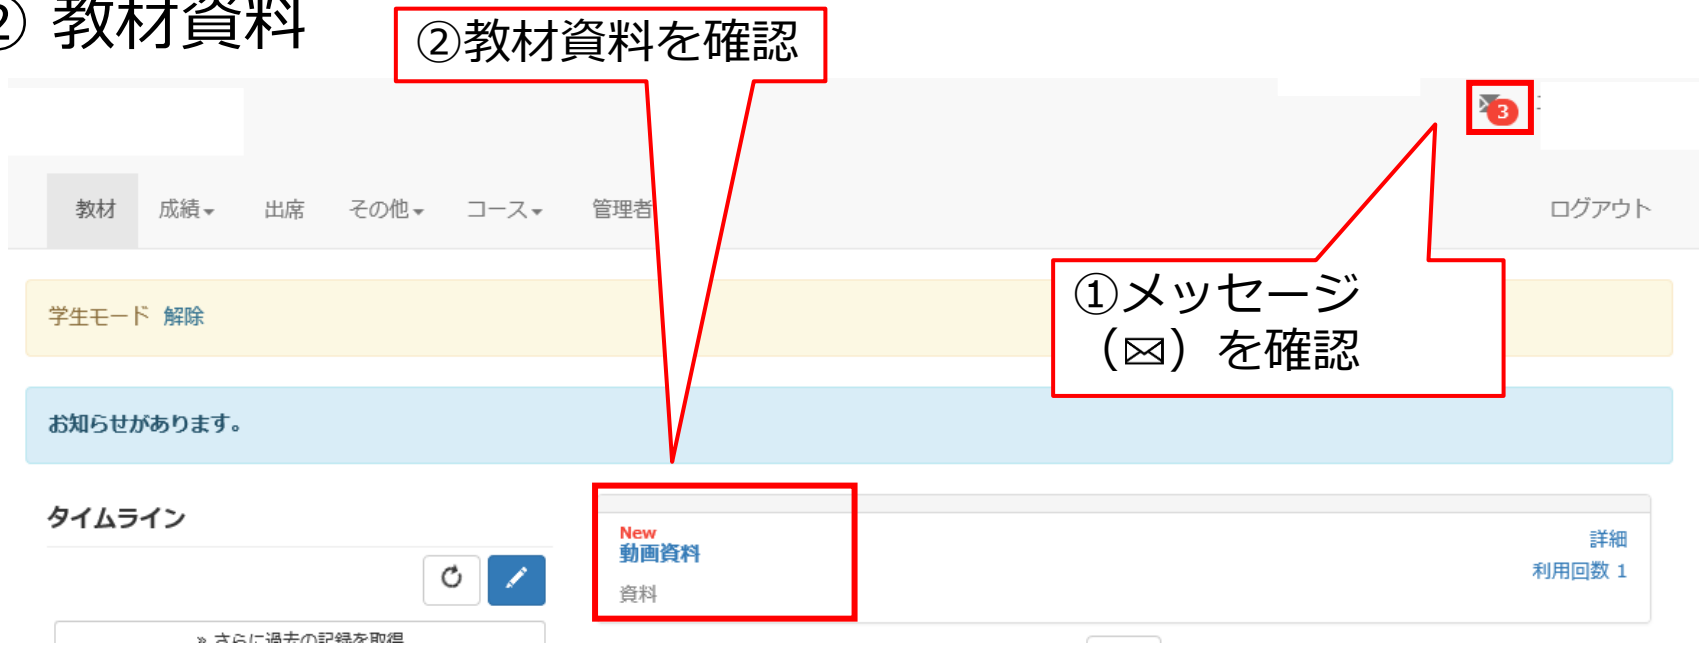 ② 教材資料
②教材資料を確認
3
教材 成績 出席 その他 コース 管理者 ログアウト
①メッセージ
（✉）を確認
学生モード 解除
お知らせがあります。
タイムライン
New
動画資料
資料
詳細
利用回数 1
» さらに過去の記録を取得